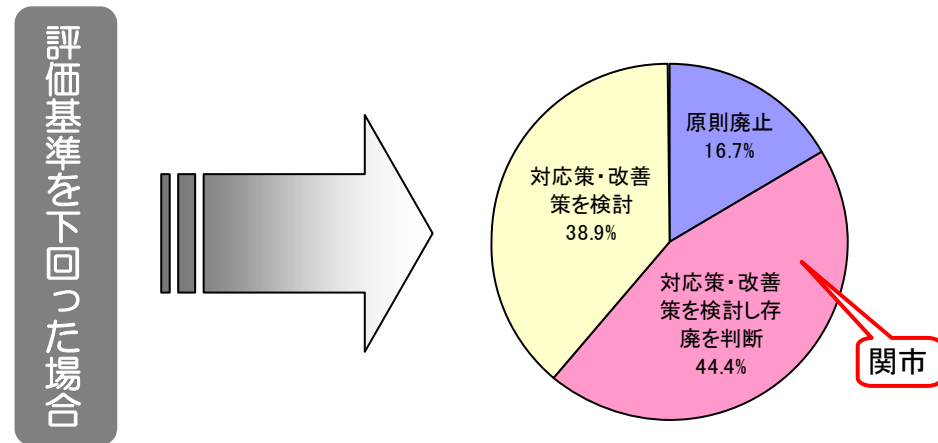 評価基準を下回った場合
原則廃止
16.7%
対応策・改善
策を検討
38.9%
対応策・改善
策を検討し存
廃を判断
44.4%
関市